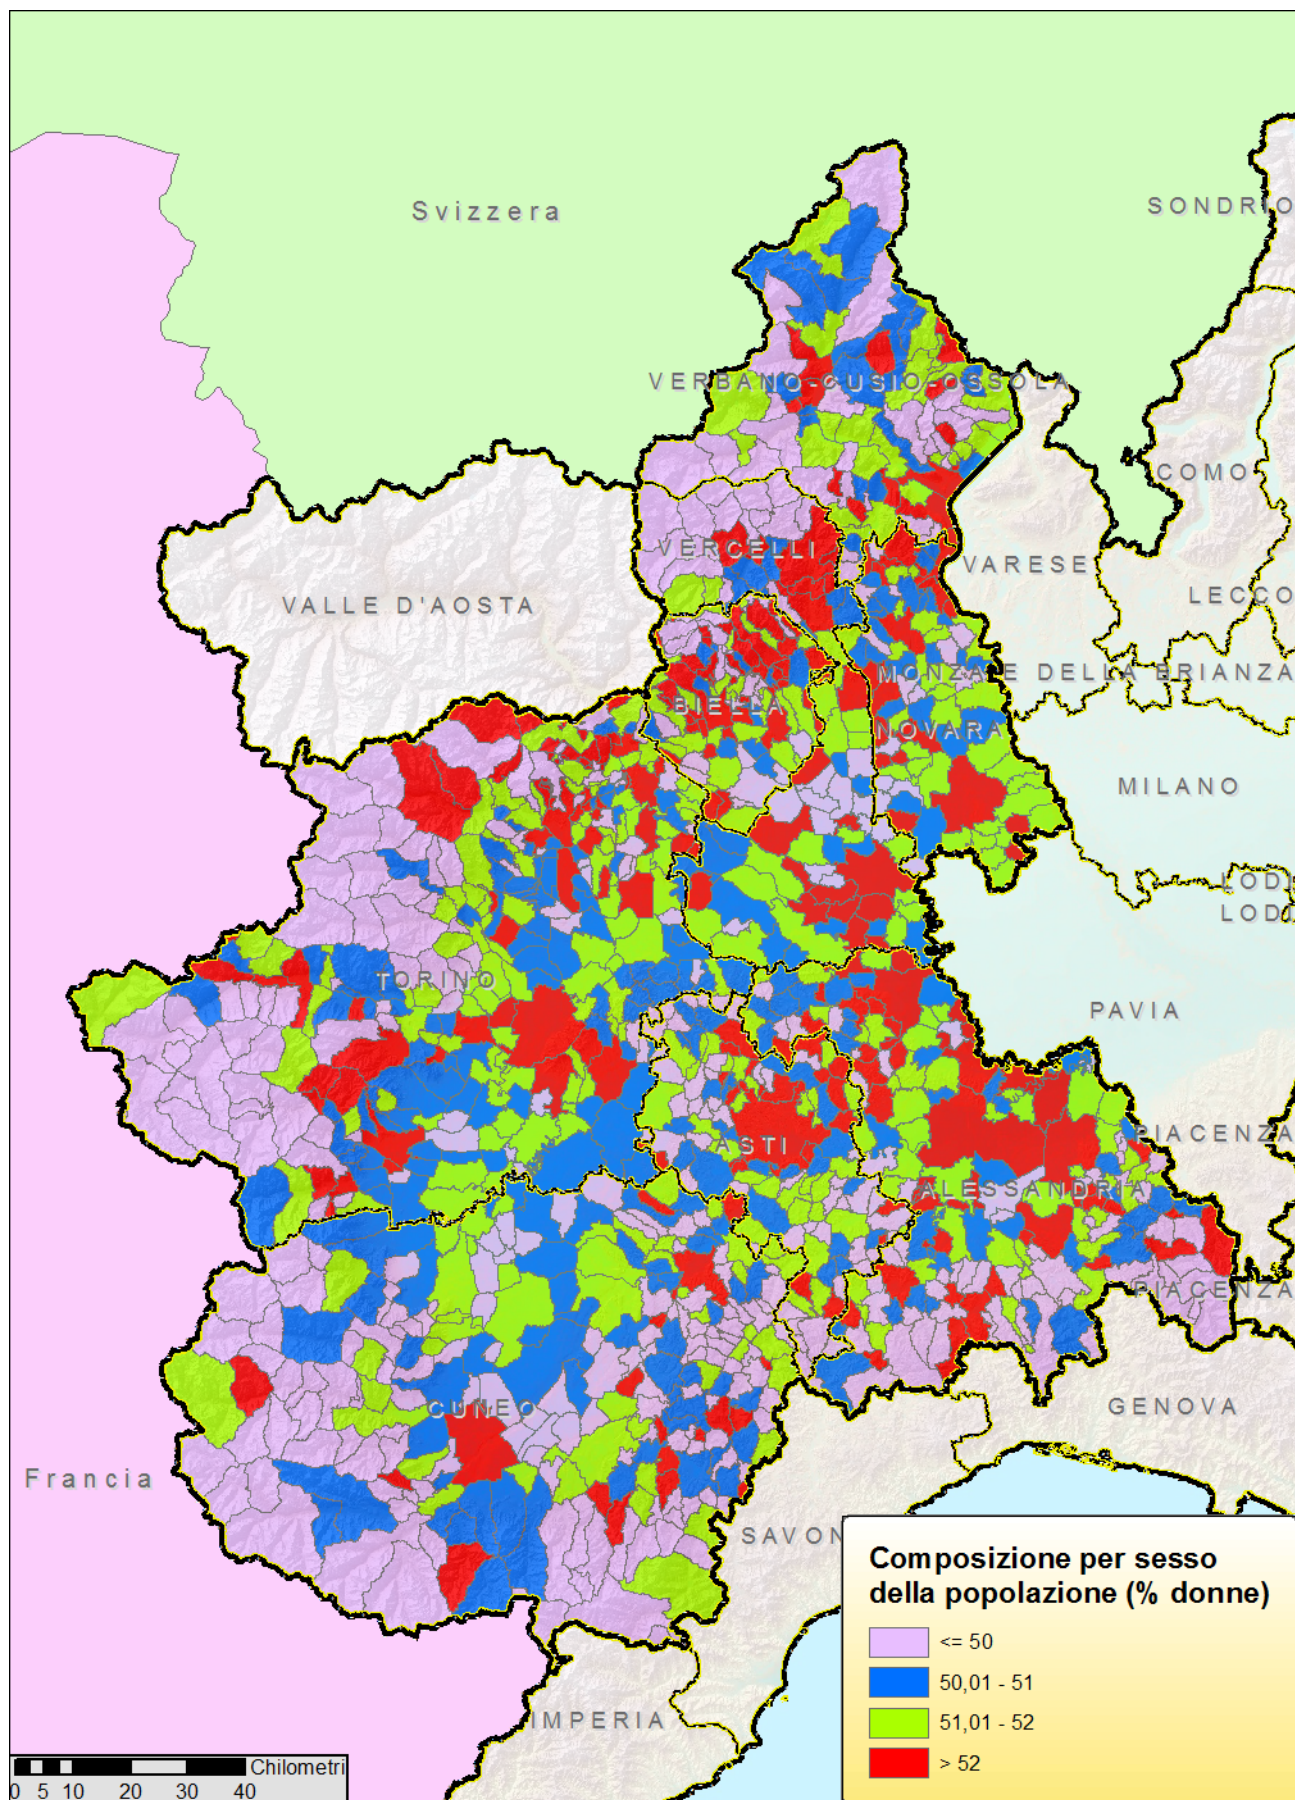 Svizzera
SONDRIO
VERBANO-CUSIO-OSSOLA
COMO
VERCELLI
VARESE
LECCO
VALLE D'AOSTA
MONZA E DELLA BRIANZA
BIELLA
NOVARA
MILANO
LODI
LODI
TORINO
PAVIA
ASTI
PIACENZA
ALESSANDRIA
PIACENZA
CUNEO
GENOVA
Francia
SAVON
Composizione per sesso
della popolazione (% donne)
<= 50
50,01 - 51
51,01 - 52
> 52
IMPERIA
Chilometri
0 5 10 20 30 40